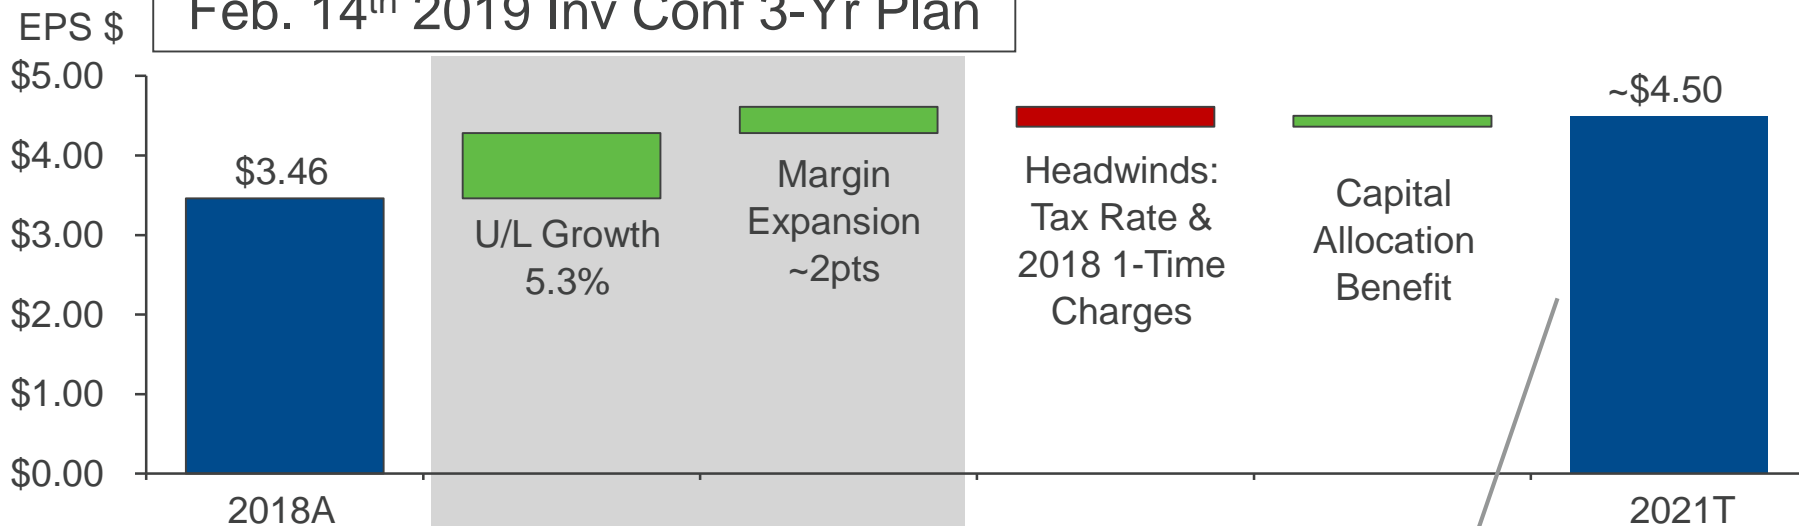 Feb. 14th 2019 Inv Conf 3-Yr Plan
EPS $
$5.00
$4.00
$3.00
$2.00
$1.00
$0.00
$3.46
U/L Growth
5.3%
Margin
Expansion
~2pts
Headwinds:
Tax Rate &
2018 1-Time
Charges
Capital
Allocation
Benefit
~$4.50
2018A
2021T